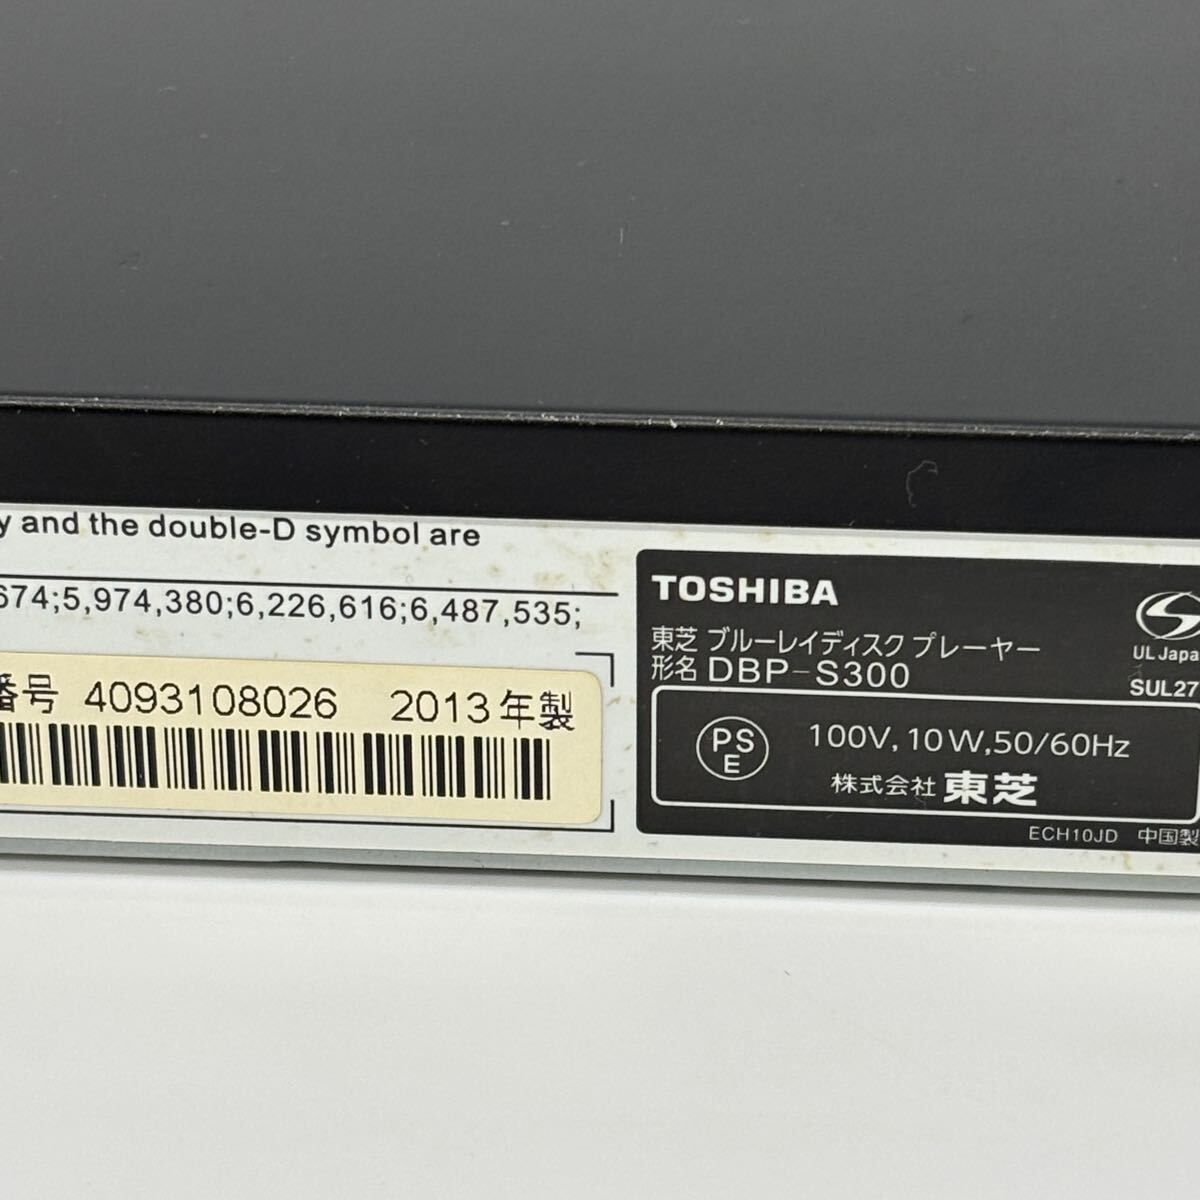 and the double-D symbol are
674;5,974,380;6,226,616;6,487,535;
番号 4093108026 2013年製
TOSHIBA
東芝 ブルーレイディスク プレーヤー
形名 DBP-S300
UL Japa
SUL27
PS
E
100V, 10W,50/60Hz
株式会社 東芝
ECH10JD 中国製